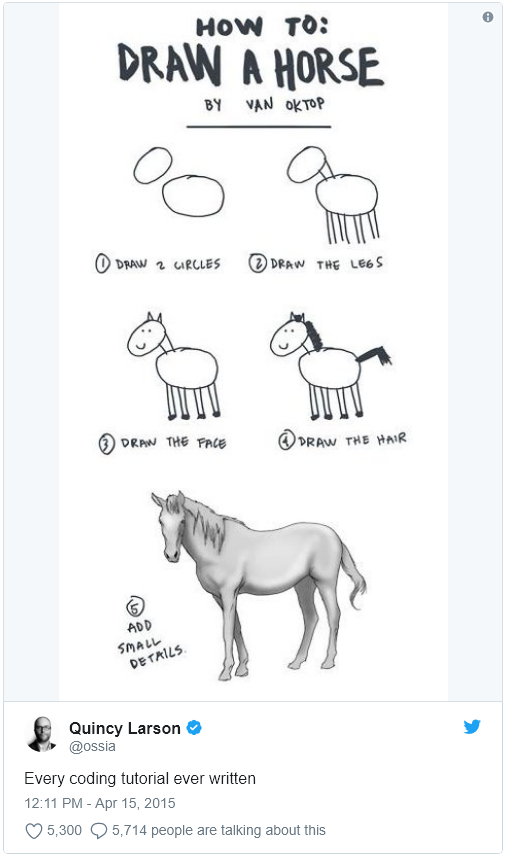 HOW TO:
DRAW A HORSE
BY VAN OKTOP
① DRAW 2 CIRCLES
② DRAW THE LEGS
③ DRAW THE FACE
④ DRAW THE HAIR
⑤
ADD
SMALL
DETAILS.
Quincy Larson
@ossia
Every coding tutorial ever written
12:11 PM - Apr 15, 2015
5,300 5,714 people are talking about this